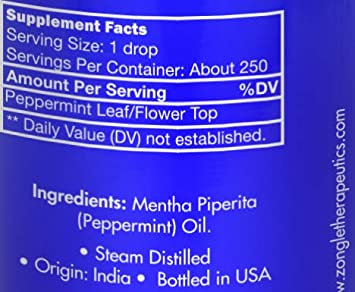 Supplement Facts
Serving Size: 1 drop
Servings Per Container: About 250
Amount Per Serving %DV
Peppermint Leaf/Flower Top
** Daily Value (DV) not established.
Ingredients: Mentha Piperita
(Peppermint) Oil.
• Steam Distilled
• Origin: India • Bottled in USA
w.zongletherapeutics.com